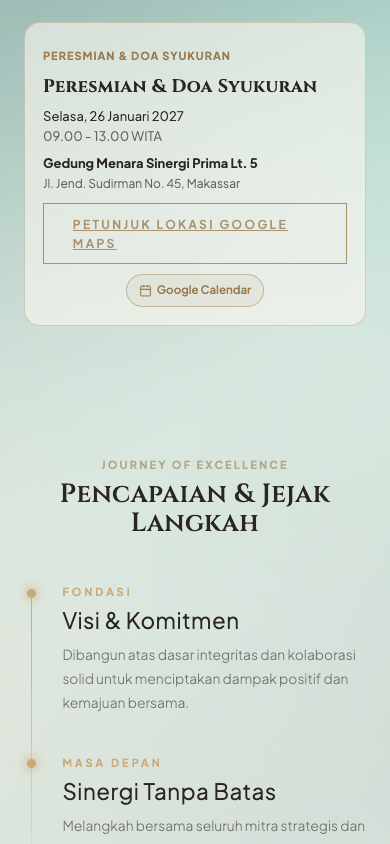 PERESMIAN & DOA SYUKURAN
Peresmian & Doa Syukuran
Selasa, 26 Januari 2027
09.00 - 13.00 WITA
Gedung Menara Sinergi Prima Lt. 5
Jl. Jend. Sudirman No. 45, Makassar
PETUNJUK LOKASI GOOGLE
MAPS
Google Calendar
JOURNEY OF EXCELLENCE
Pencapaian & Jejak
Langkah
FONDASI
Visi & Komitmen
Dibangun atas dasar integritas dan kolaborasi
solid untuk menciptakan dampak positif dan
kemajuan bersama.
MASA DEPAN
Sinergi Tanpa Batas
Melangkah bersama seluruh mitra strategis dan